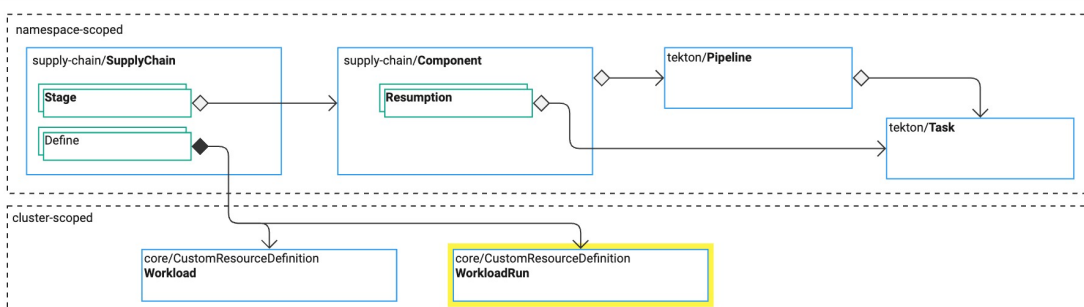 namespace-scoped
supply-chain/SupplyChain
Stage
Define
supply-chain/Component
Resumption
tekton/Pipeline
tekton/Task
cluster-scoped
core/CustomResourceDefinition
Workload
core/CustomResourceDefinition
WorkloadRun